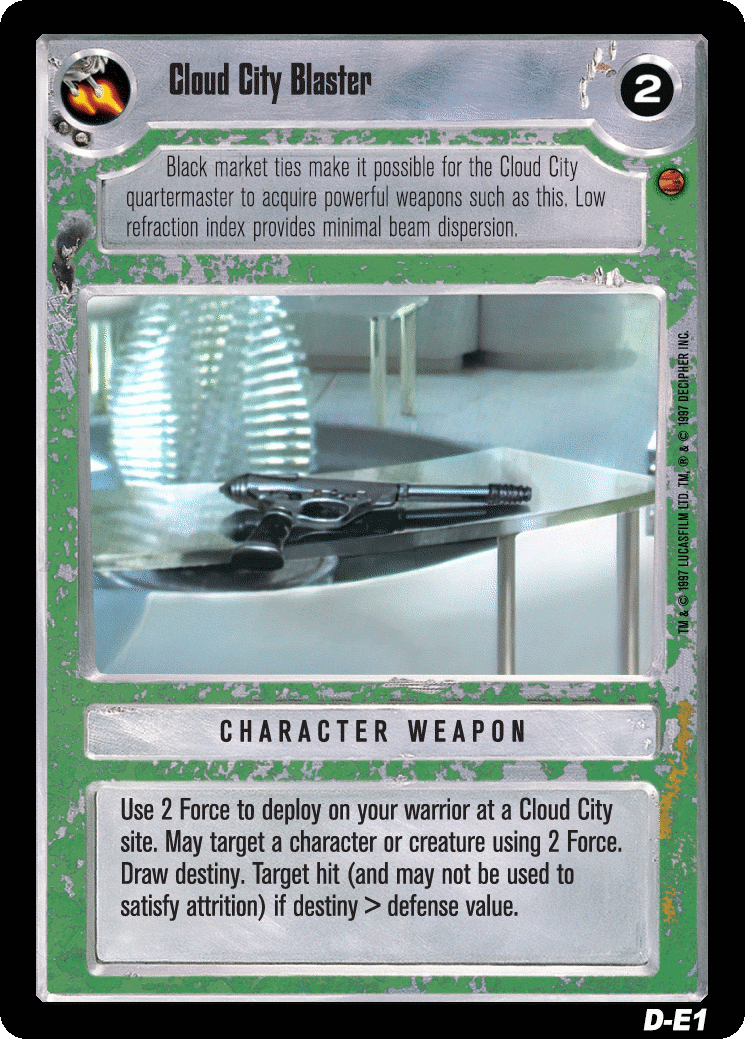 Cloud City Blaster
2
Black market ties make it possible for the Cloud City
quartermaster to acquire powerful weapons such as this. Low
refraction index provides minimal beam dispersion.
TM & © 1997 LUCASFILM LTD. TM, ® & © 1997 DECIPHER INC.
CHARACTER WEAPON
Use 2 Force to deploy on your warrior at a Cloud City
site. May target a character or creature using 2 Force.
Draw destiny. Target hit (and may not be used to
satisfy attrition) if destiny > defense value.
D-E1